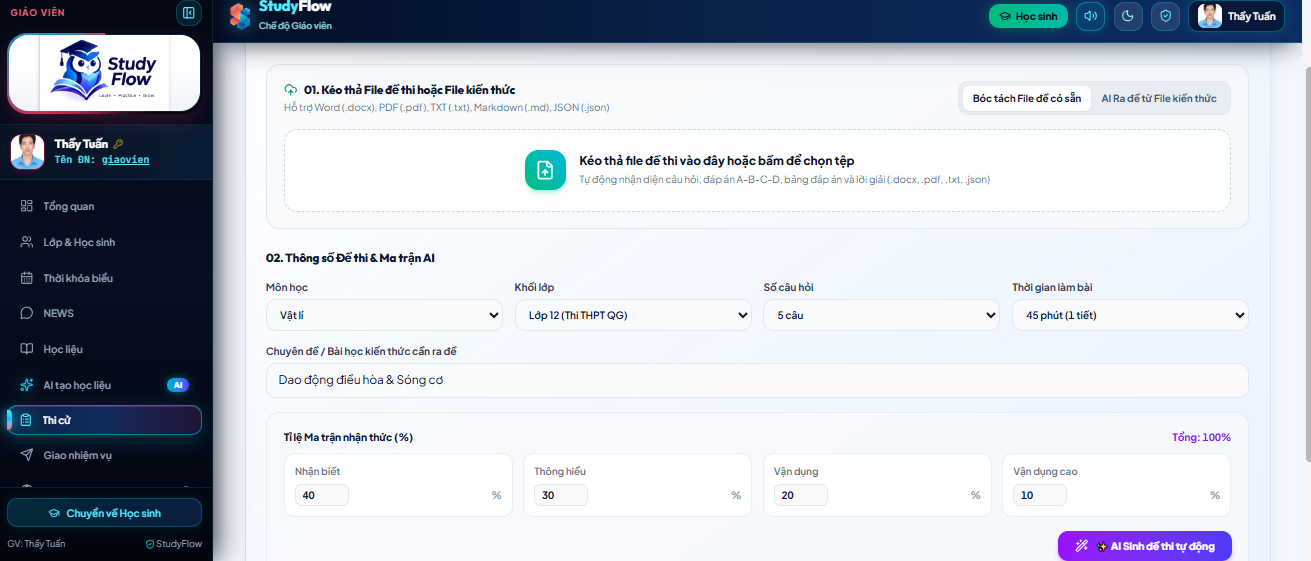 GIÁO VIÊN
Study
Flow
Learn • Practice • Grow
Thầy Tuấn
Tên ĐN: giaovien
Tổng quan
Lớp & Học sinh
Thời khóa biểu
NEWS
Học liệu
AI tạo học liệu
AI
Thi cử
Giao nhiệm vụ
Chuyển về Học sinh
GV: Thầy Tuấn
StudyFlow
StudyFlow
Chế độ Giáo viên
Học sinh
Thầy Tuấn
01. Kéo thả File đề thi hoặc File kiến thức
Hỗ trợ Word (.docx), PDF (.pdf), TXT (.txt), Markdown (.md), JSON (.json)
Bóc tách File đề có sẵn
AI Ra đề từ File kiến thức
Kéo thả file đề thi vào đây hoặc bấm để chọn tệp
Tự động nhận diện câu hỏi, đáp án A-B-C-D, bảng đáp án và lời giải (.docx, .pdf, .txt, .json)
02. Thông số Đề thi & Ma trận AI
Môn học
Khối lớp
Số câu hỏi
Thời gian làm bài
Vật lí
Lớp 12 (Thi THPT QG)
5 câu
45 phút (1 tiết)
Chuyên đề / Bài học kiến thức cần ra đề
Dao động điều hòa & Sóng cơ
Tỉ lệ Ma trận nhận thức (%)
Tổng: 100%
Nhận biết
40 %
Thông hiểu
30 %
Vận dụng
20 %
Vận dụng cao
10 %
AI Sinh đề thi tự động